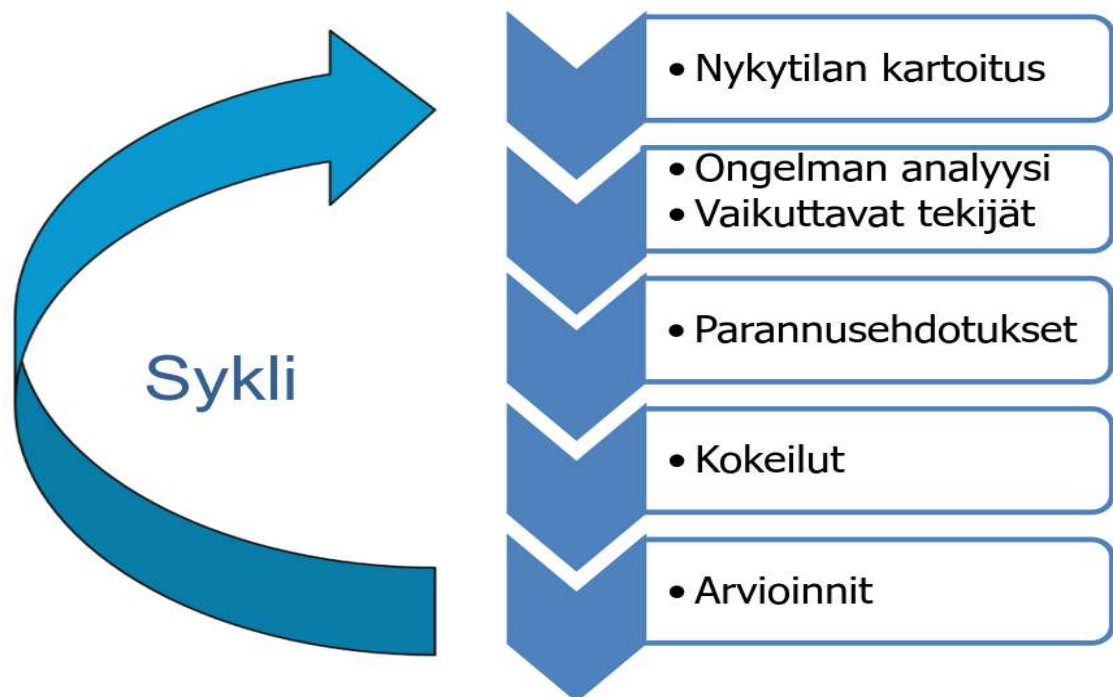 • Nykytilan kartoitus
• Ongelman analyysi
• Vaikuttavat tekijät
• Parannusehdotukset
Sykli
• Kokeilut
• Arvioinnit